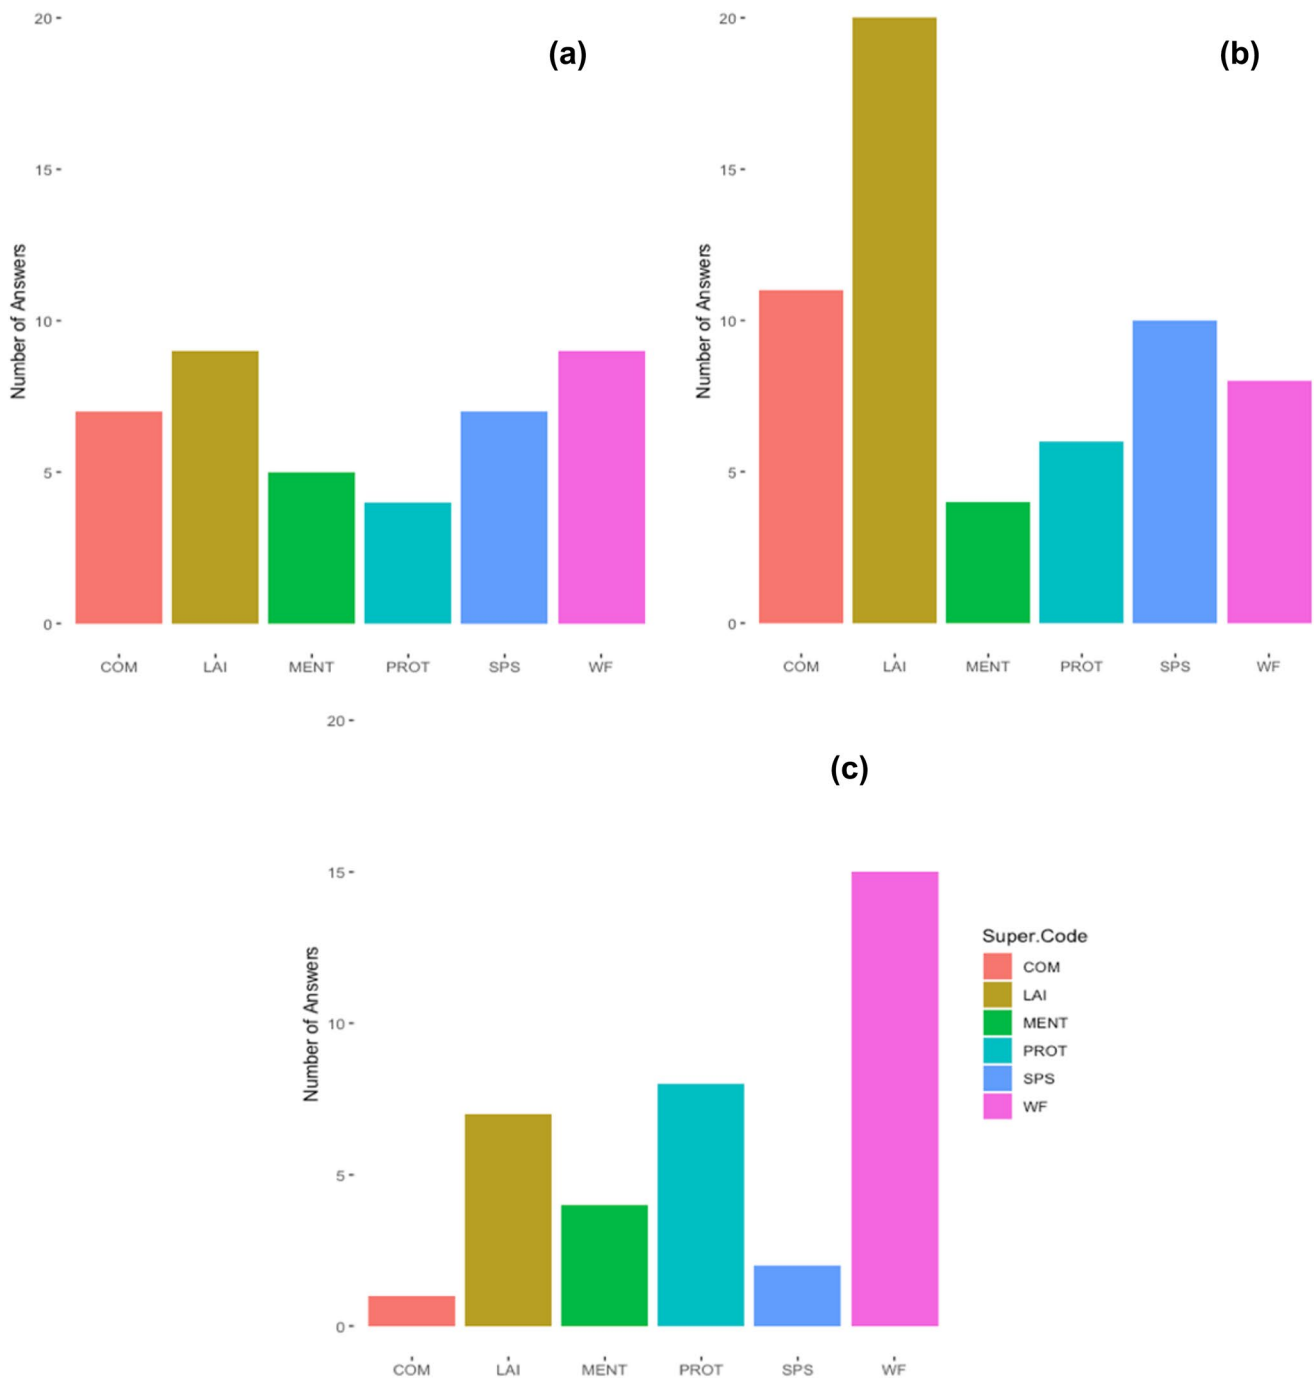 (a)
20
15
10
5
0
Number of Answers
COM LAI MENT PROT SPS WF
(b)
20
15
10
5
0
Number of Answers
COM LAI MENT PROT SPS WF
(c)
20
15
10
5
0
Number of Answers
COM LAI MENT PROT SPS WF
Super.Code
COM
LAI
MENT
PROT
SPS
WF